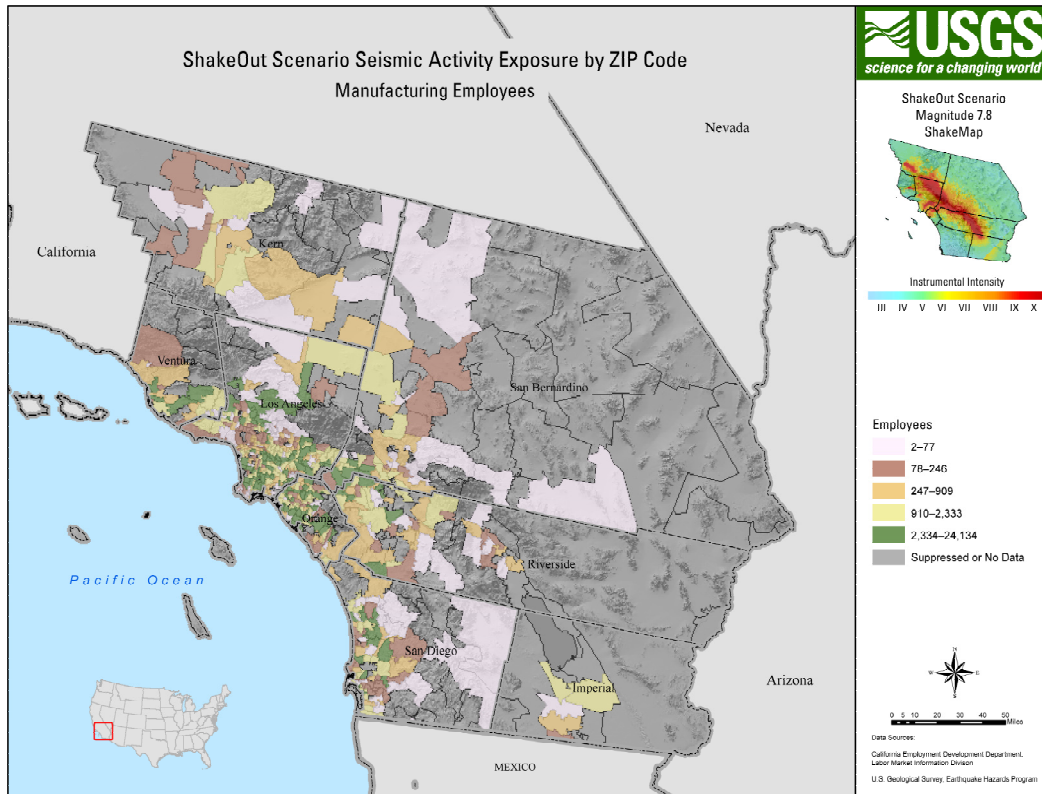 ShakeOut Scenario Seismic Activity Exposure by ZIP Code
Manufacturing Employees
Nevada
California
Kern
Ventura
Los Angeles
San Bernardino
Orange
Riverside
Pacific Ocean
San Diego
Imperial
Arizona
MEXICO
USGS
science for a changing world
ShakeOut Scenario
Magnitude 7.8
ShakeMap
Instrumental Intensity
III IV V VI VII VIII IX X
Employees
2–77
78–246
247–909
910–2,333
2,334–24,134
Suppressed or No Data
N
W E
S
0 5 10 20 30 40 50
Miles
Data Sources:
California Employment Development Department,
Labor Market Information Divison
U.S. Geological Survey, Earthquake Hazards Program